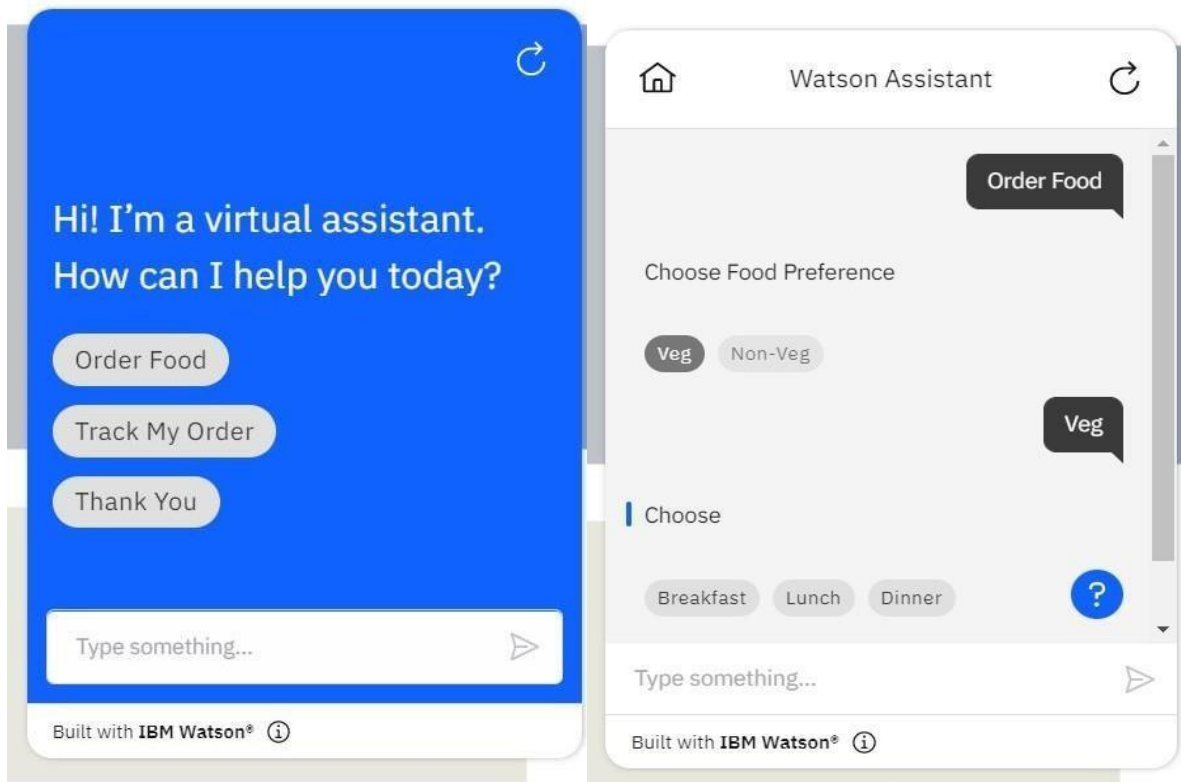 Hi! I’m a virtual assistant.
How can I help you today?
Order Food
Track My Order
Thank You
Type something...
Built with IBM Watson®
Watson Assistant
Order Food
Choose Food Preference
Veg Non-Veg
Veg
Choose
Breakfast Lunch Dinner
?
Type something...
Built with IBM Watson®